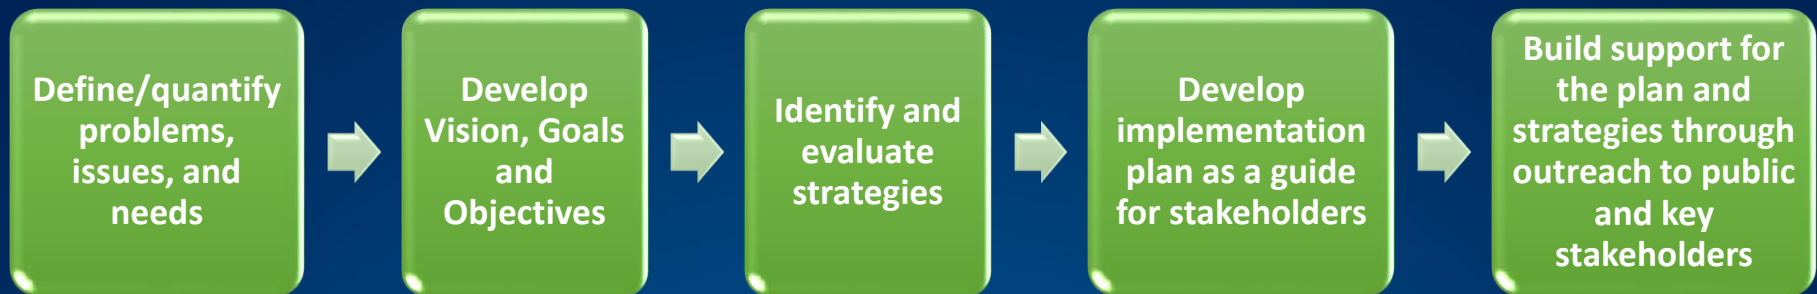 Define/quantify
problems,
issues, and
needs
Develop
Vision, Goals
and
Objectives
Identify and
evaluate
strategies
Develop
implementation
plan as a guide
for stakeholders
Build support for
the plan and
strategies through
outreach to public
and key
stakeholders